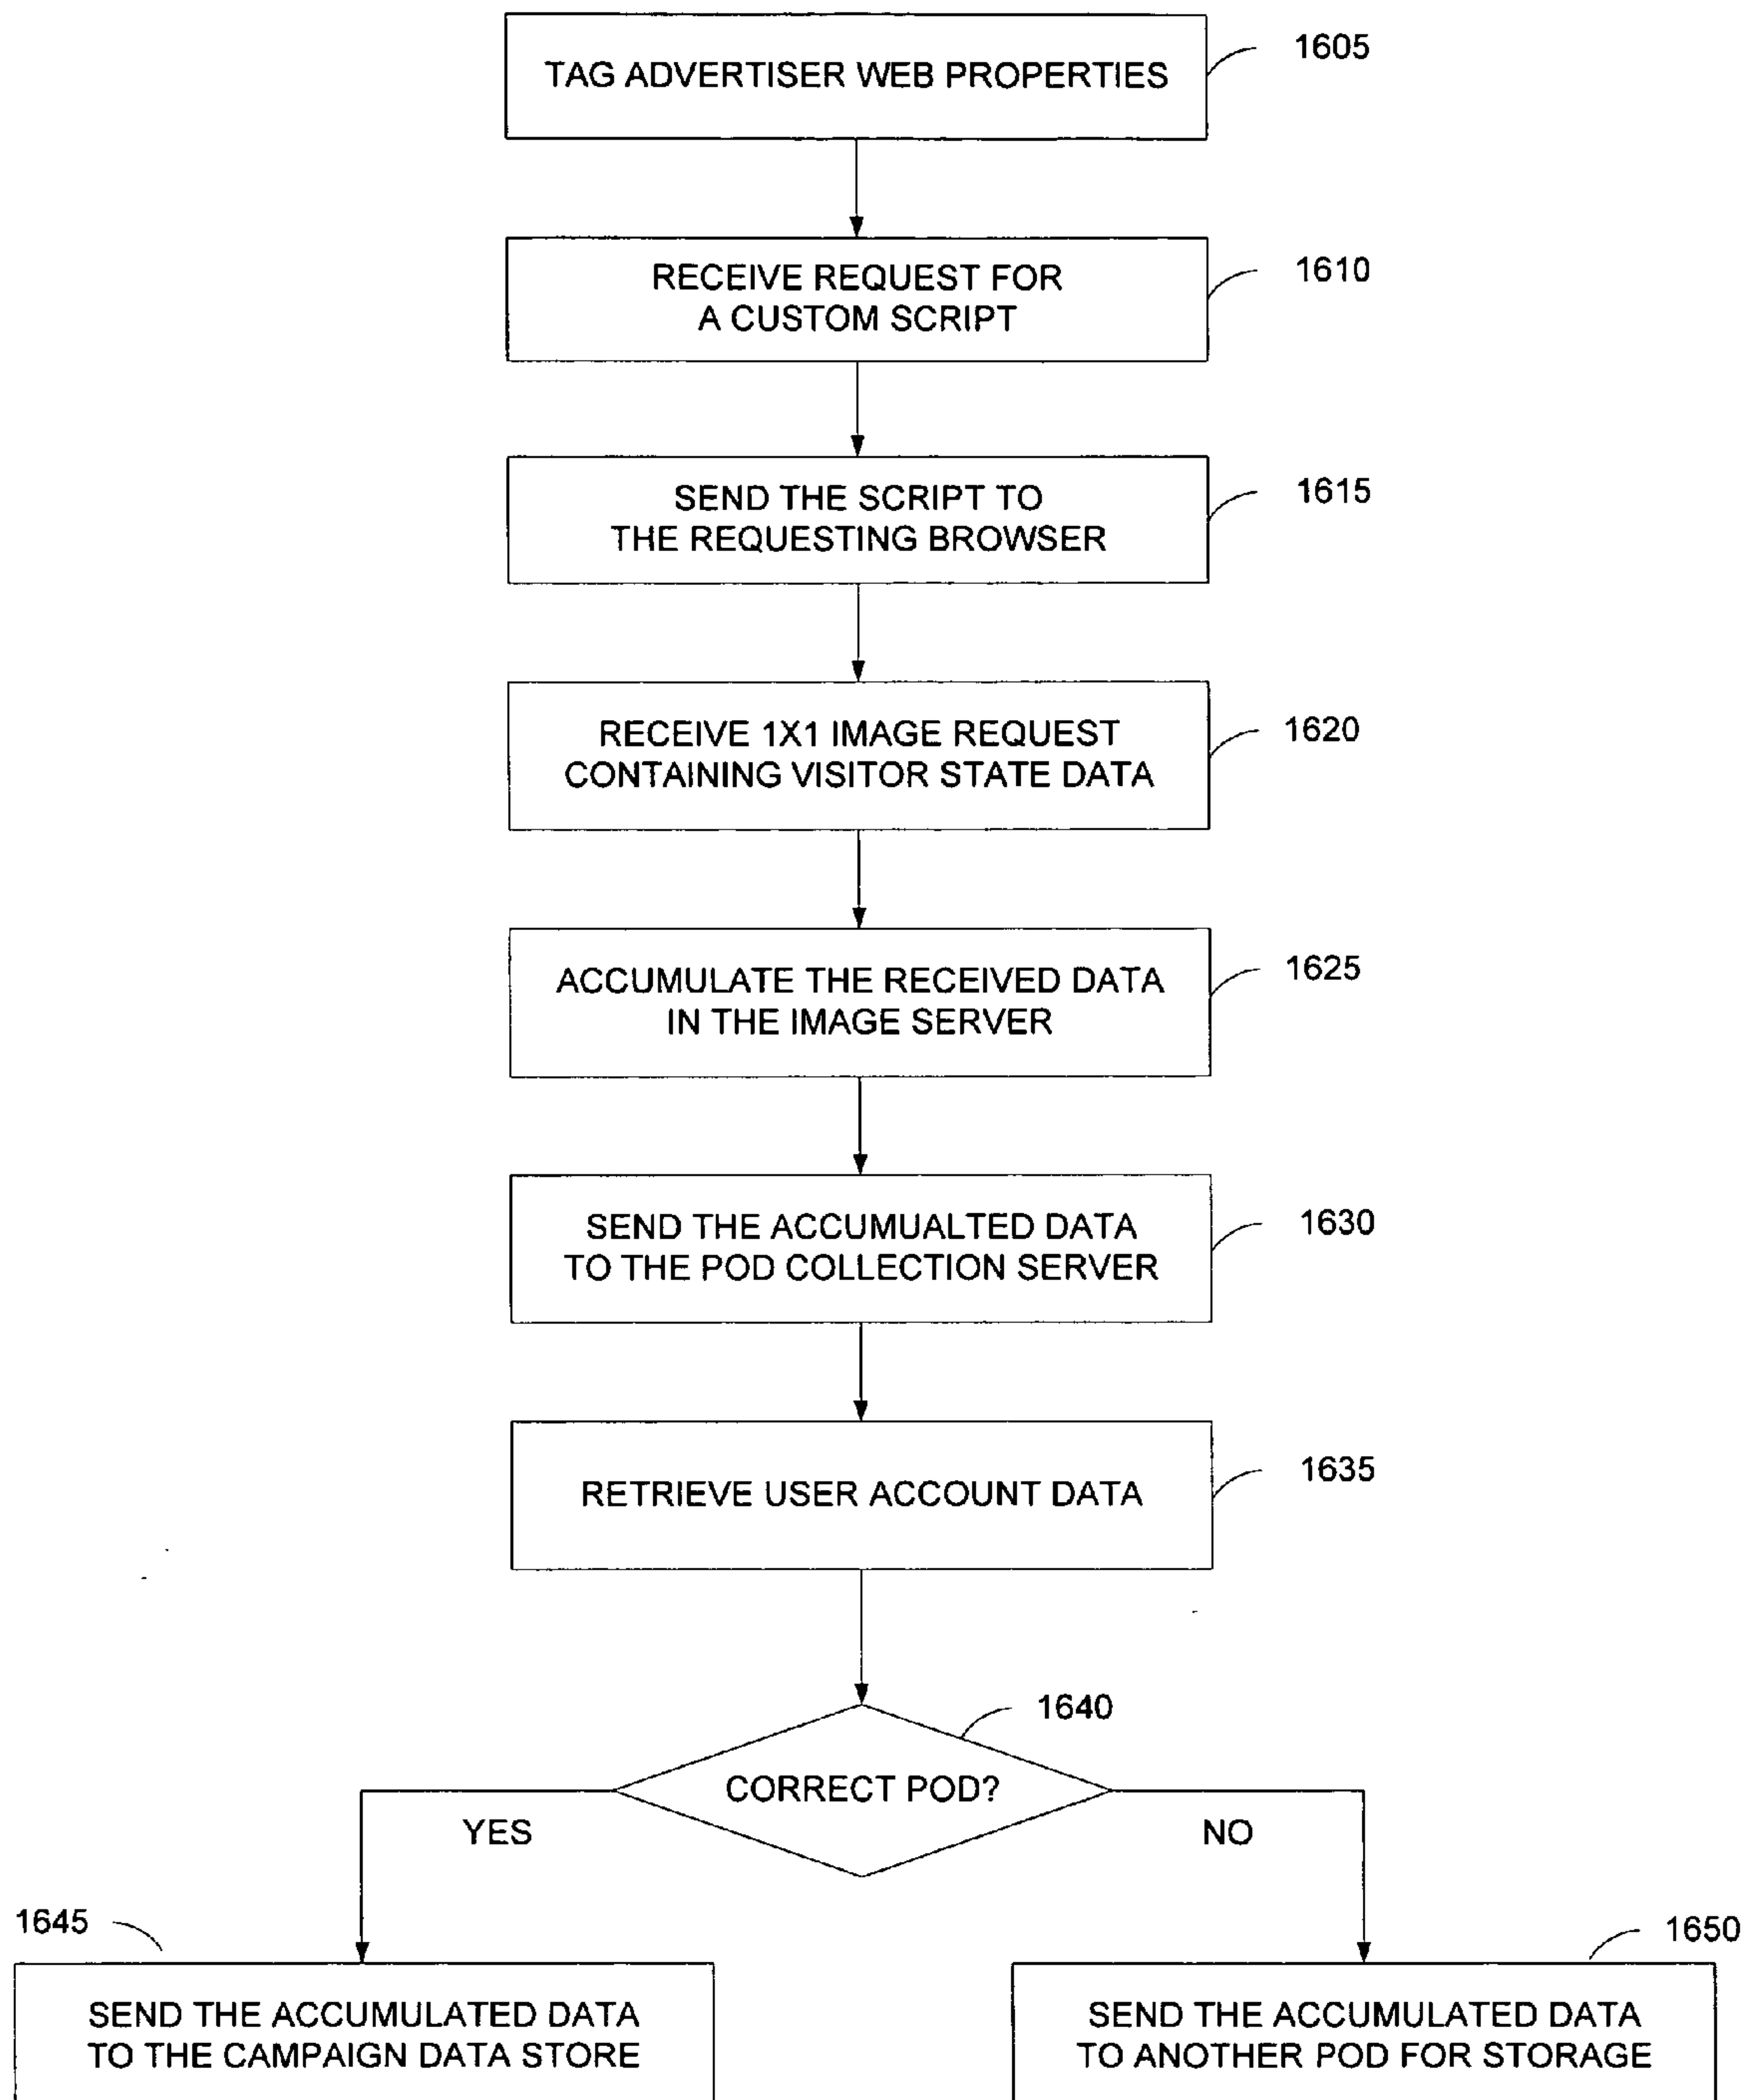 TAG ADVERTISER WEB PROPERTIES
1605
RECEIVE REQUEST FOR
A CUSTOM SCRIPT
1610
SEND THE SCRIPT TO
THE REQUESTING BROWSER
1615
RECEIVE 1X1 IMAGE REQUEST
CONTAINING VISITOR STATE DATA
1620
ACCUMULATE THE RECEIVED DATA
IN THE IMAGE SERVER
1625
SEND THE ACCUMUALTED DATA
TO THE POD COLLECTION SERVER
1630
RETRIEVE USER ACCOUNT DATA
1635
CORRECT POD?
1640
YES
NO
1645
SEND THE ACCUMULATED DATA
TO THE CAMPAIGN DATA STORE
1650
SEND THE ACCUMULATED DATA
TO ANOTHER POD FOR STORAGE